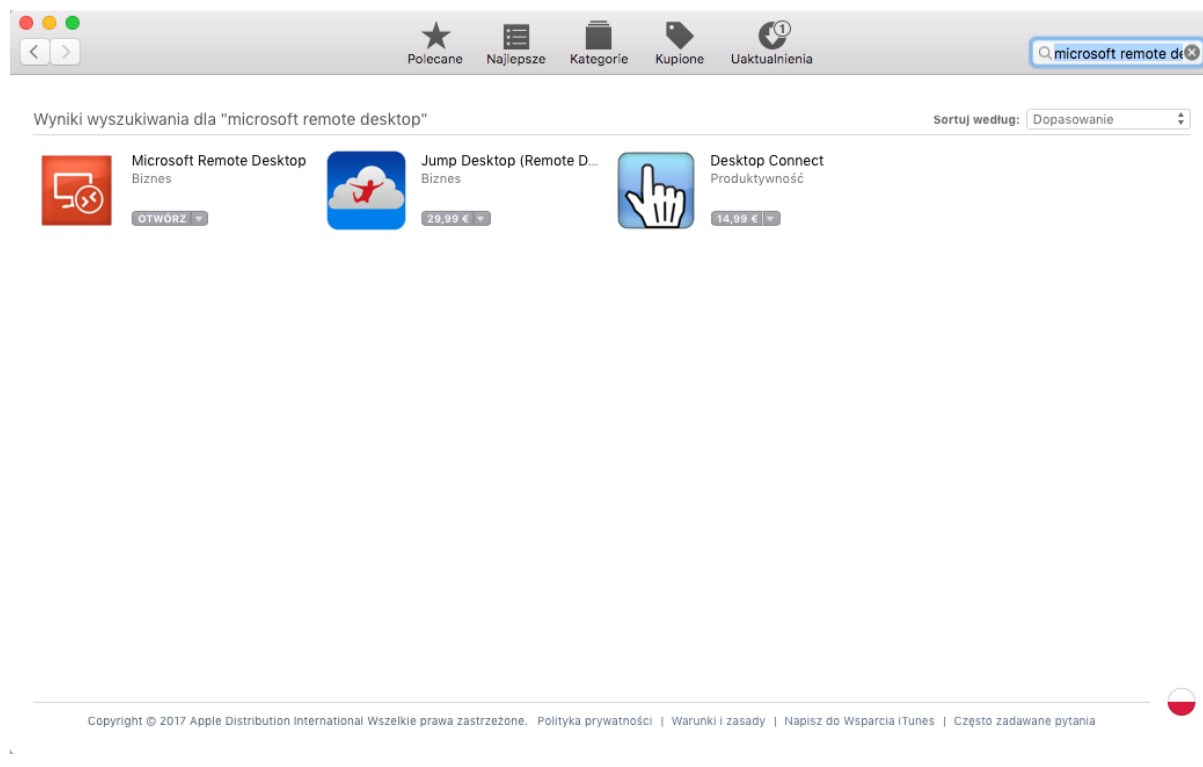 Polecane Najlepsze Kategorie Kupione Uaktualnienia
1
microsoft remote de
Wyniki wyszukiwania dla "microsoft remote desktop"
Sortuj według: Dopasowanie
Microsoft Remote Desktop
Biznes
OTWÓRZ
Jump Desktop (Remote D...
Biznes
29,99 €
Desktop Connect
Produktywność
14,99 €
Copyright © 2017 Apple Distribution International Wszelkie prawa zastrzeżone. Polityka prywatności | Warunki i zasady | Napisz do Wsparcia iTunes | Często zadawane pytania